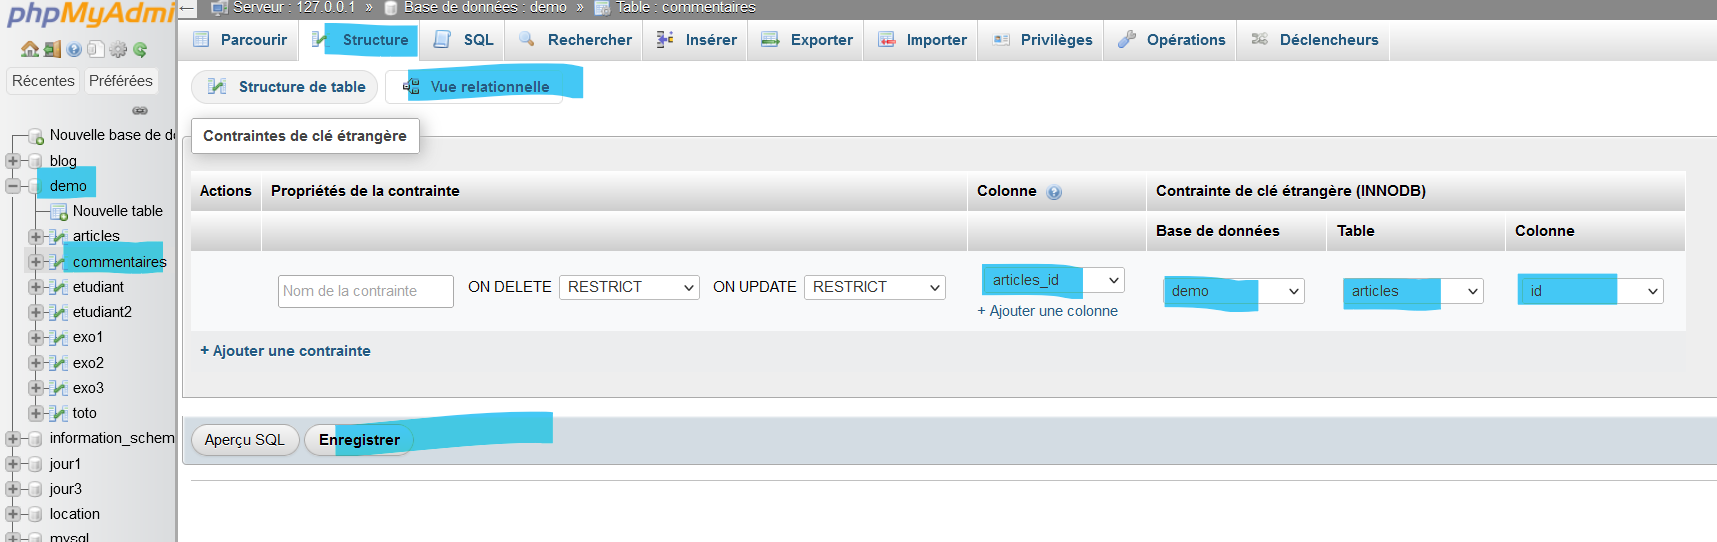 phpMyAdmi
Serveur : 127.0.0.1 » Base de données : demo » Table : commentaires
Parcourir Structure SQL Rechercher Insérer Exporter Importer Privilèges Opérations Déclencheurs
Récentes Préférées
Structure de table Vue relationnelle
Nouvelle base de do
blog
demo
Nouvelle table
articles
commentaires
etudiant
etudiant2
exo1
exo2
exo3
toto
information_schem
jour1
jour3
location
mysql
Contraintes de clé étrangère
Actions Propriétés de la contrainte Colonne Contrainte de clé étrangère (INNODB)
Base de données Table Colonne
Nom de la contrainte ON DELETE RESTRICT ON UPDATE RESTRICT articles_id demo articles id
+ Ajouter une colonne
+ Ajouter une contrainte
Aperçu SQL Enregistrer